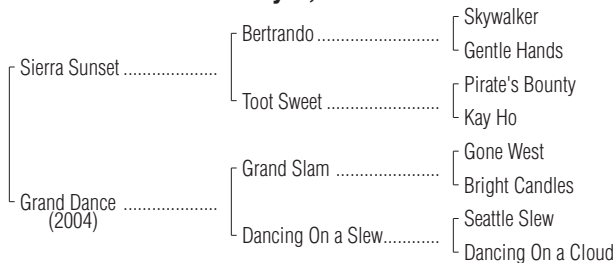 Skywalker
Bertrando
Gentle Hands
Sierra Sunset
Pirate's Bounty
Toot Sweet
Kay Ho
Gone West
Grand Slam
Bright Candles
Grand Dance
(2004)
Seattle Slew
Dancing On a Slew
Dancing On a Cloud